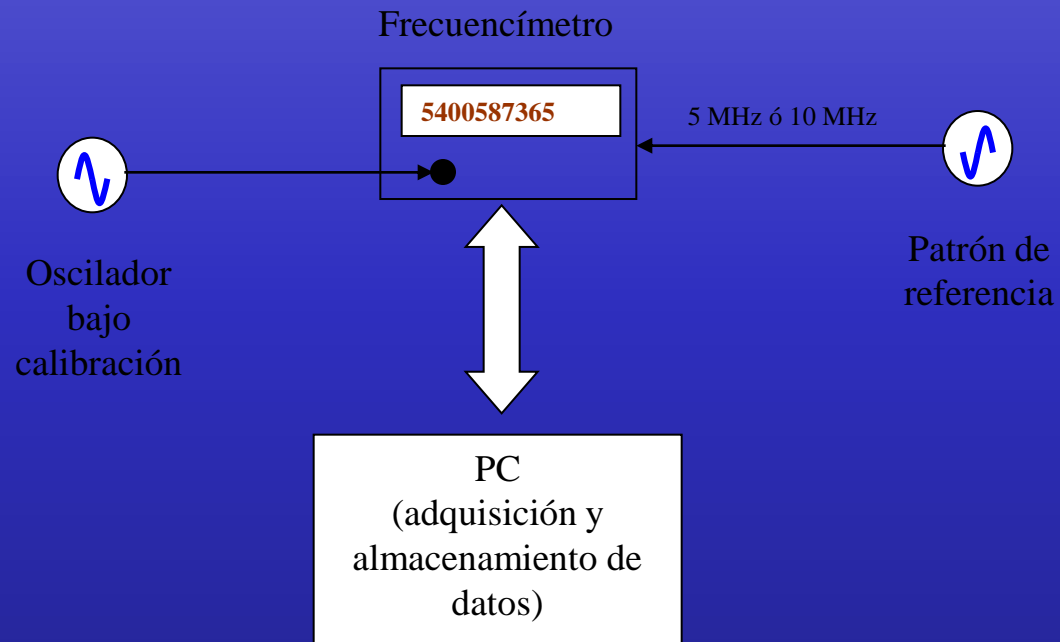 Frecuencímetro
5400587365
5 MHz ó 10 MHz
Oscilador
bajo
calibración
Patrón de
referencia
PC
(adquisición y
almacenamiento de
datos)